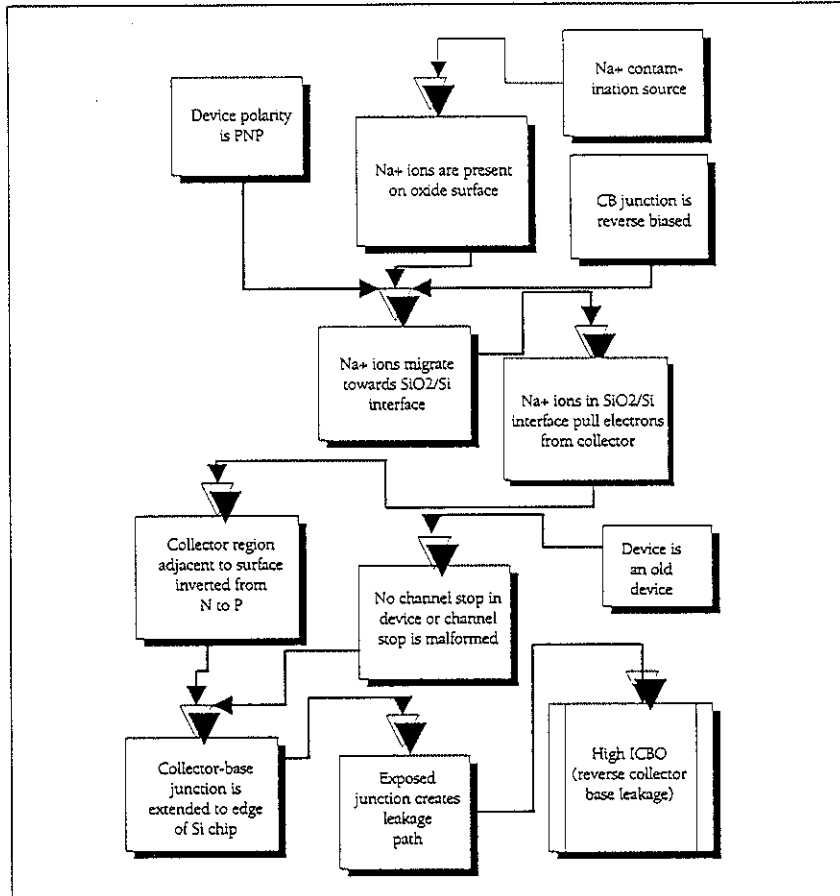 Na+ contam-
ination source
Device polarity
is PNP
Na+ ions are present
on oxide surface
CB junction is
reverse biased
Na+ ions migrate
towards SiO2/Si
interface
Na+ ions in SiO2/Si
interface pull electrons
from collector
Collector region
adjacent to surface
inverted from
N to P
No channel stop in
device or channel
stop is malformed
Device is
an old
device
Collector-base
junction is
extended to edge
of Si chip
Exposed
junction creates
leakage
path
High ICBO
(reverse collector
base leakage)